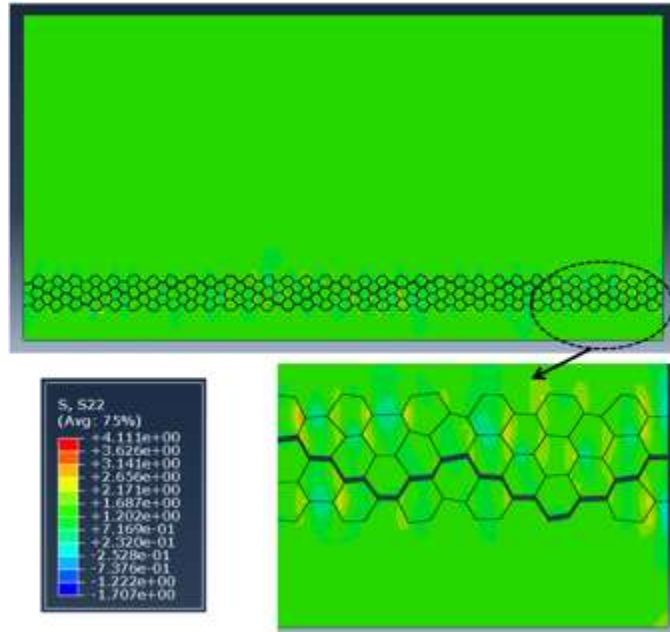 S, S22
(Avg: 75%)
+4.111e+00
+3.626e+00
+3.141e+00
+2.656e+00
+2.171e+00
+1.687e+00
+1.202e+00
+7.169e-01
+2.320e-01
-2.528e-01
-7.376e-01
-1.222e+00
-1.707e+00